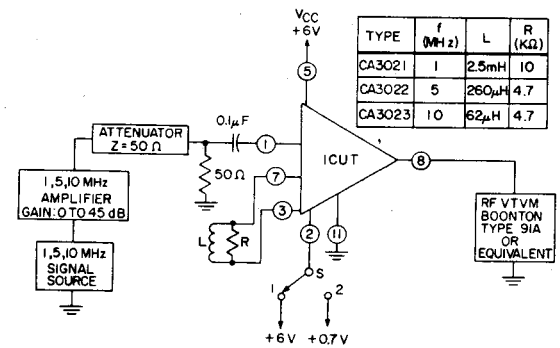 VCC
+6V
TYPE f (MHz) L R (KΩ)
CA3021 1 2.5mH 10
CA3022 5 260μH 4.7
CA3023 10 62μH 4.7
5
0.1μF
ATTENUATOR
Z=50 Ω
1
ICUT
8
50Ω
7
1,5,10 MHz
AMPLIFIER
GAIN: 0 TO 45 dB
3
L R
2
11
RF VTVM
BOONTON
TYPE 91A
OR
EQUIVALENT
1,5,10 MHz
SIGNAL
SOURCE
S
1
2
+6V
+0.7V